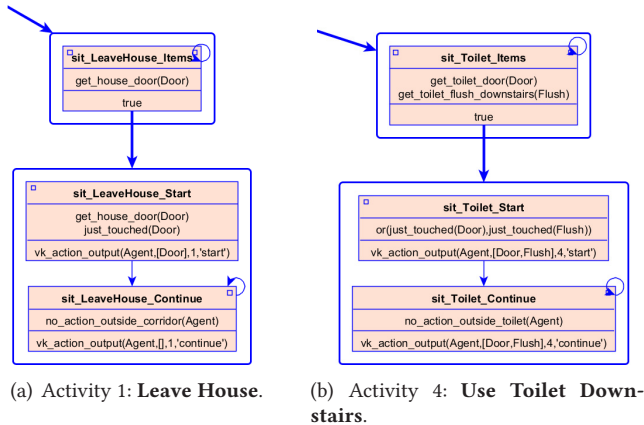 sit_LeaveHouse_Items
get_house_door(Door)
true
sit_LeaveHouse_Start
get_house_door(Door)
just_touched(Door)
vk_action_output(Agent,[Door],1,'start')
sit_LeaveHouse_Continue
no_action_outside_corridor(Agent)
vk_action_output(Agent,[],1,'continue')
(a) Activity 1: Leave House.
sit_Toilet_Items
get_toilet_door(Door)
get_toilet_flush_downstairs(Flush)
true
sit_Toilet_Start
or(just_touched(Door),just_touched(Flush))
vk_action_output(Agent,[Door,Flush],4,'start')
sit_Toilet_Continue
no_action_outside_toilet(Agent)
vk_action_output(Agent,[Door,Flush],4,'continue')
(b) Activity 4: Use Toilet Down-
stairs.